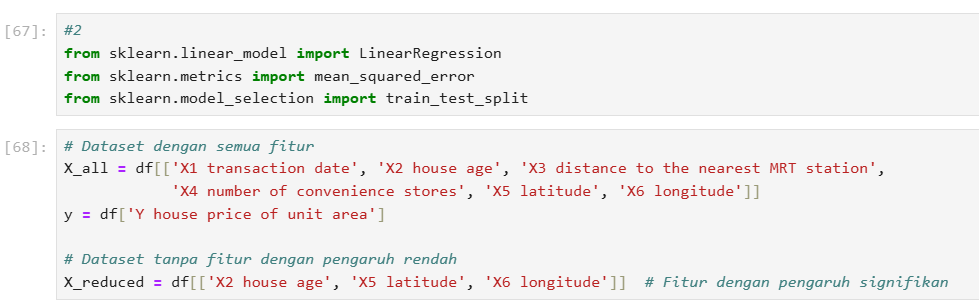 [67]: #2
from sklearn.linear_model import LinearRegression
from sklearn.metrics import mean_squared_error
from sklearn.model_selection import train_test_split
[68]: # Dataset dengan semua fitur
X_all = df[['X1 transaction date', 'X2 house age', 'X3 distance to the nearest MRT station',
            'X4 number of convenience stores', 'X5 latitude', 'X6 longitude']]
y = df['Y house price of unit area']

# Dataset tanpa fitur dengan pengaruh rendah
X_reduced = df[['X2 house age', 'X5 latitude', 'X6 longitude']]  # Fitur dengan pengaruh signifikan